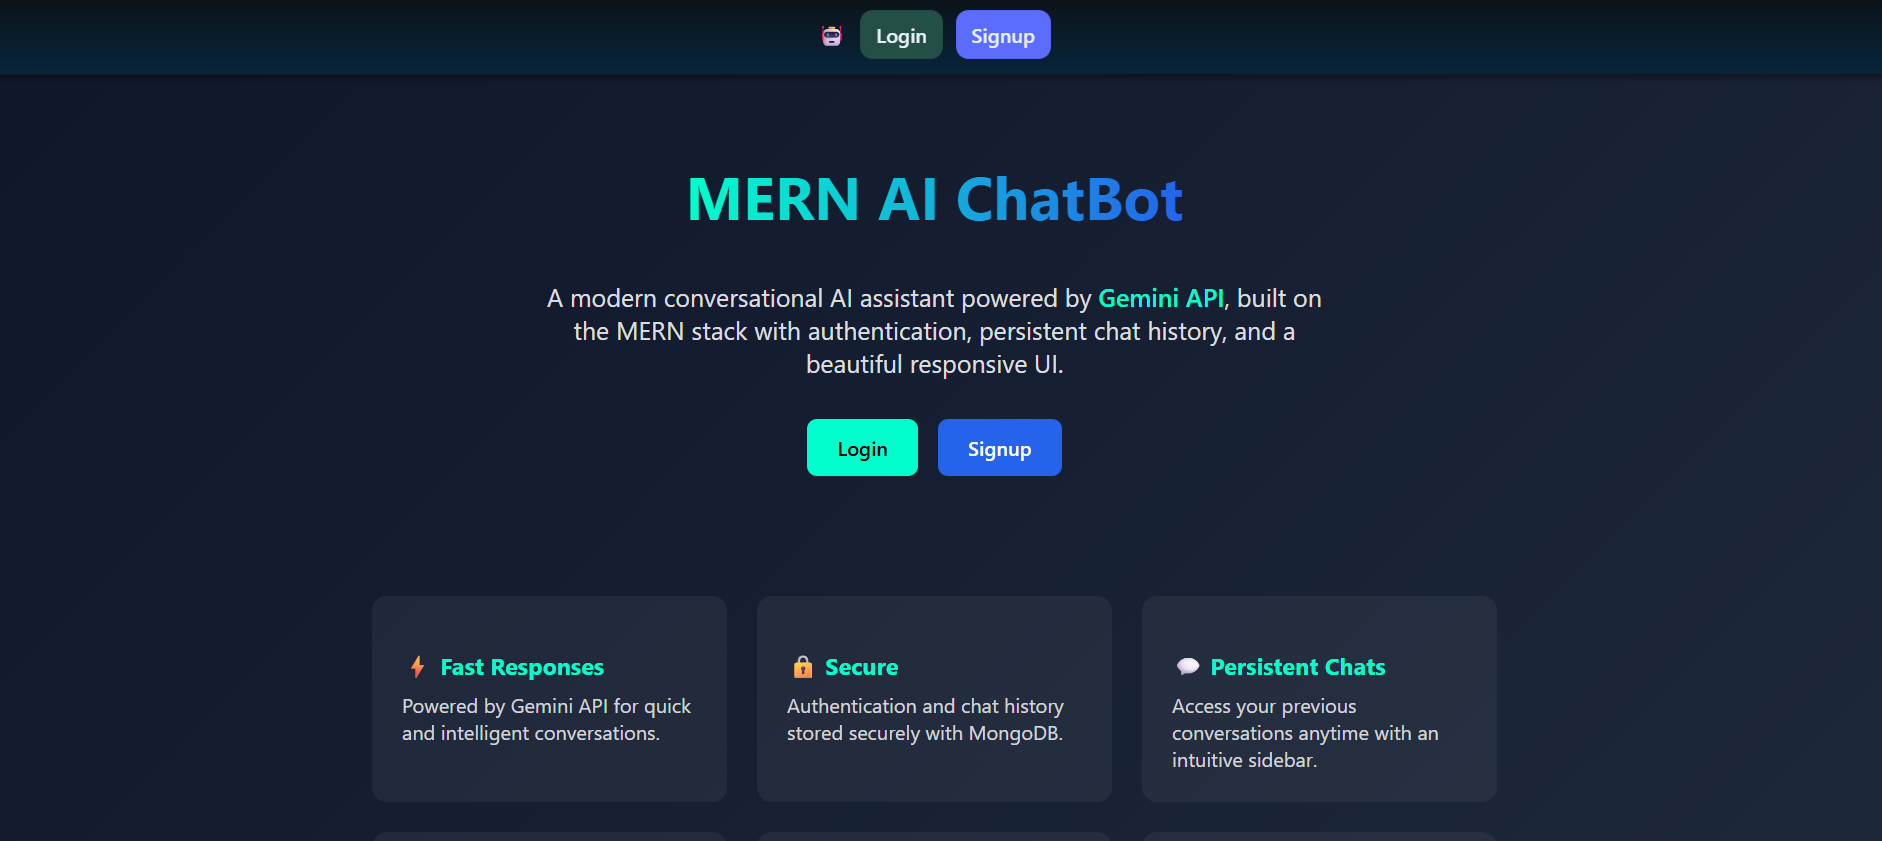 Login Signup
MERN AI ChatBot
A modern conversational AI assistant powered by Gemini API, built on
the MERN stack with authentication, persistent chat history, and a
beautiful responsive UI.
Login Signup
Fast Responses
Powered by Gemini API for quick
and intelligent conversations.
Secure
Authentication and chat history
stored securely with MongoDB.
Persistent Chats
Access your previous
conversations anytime with an
intuitive sidebar.